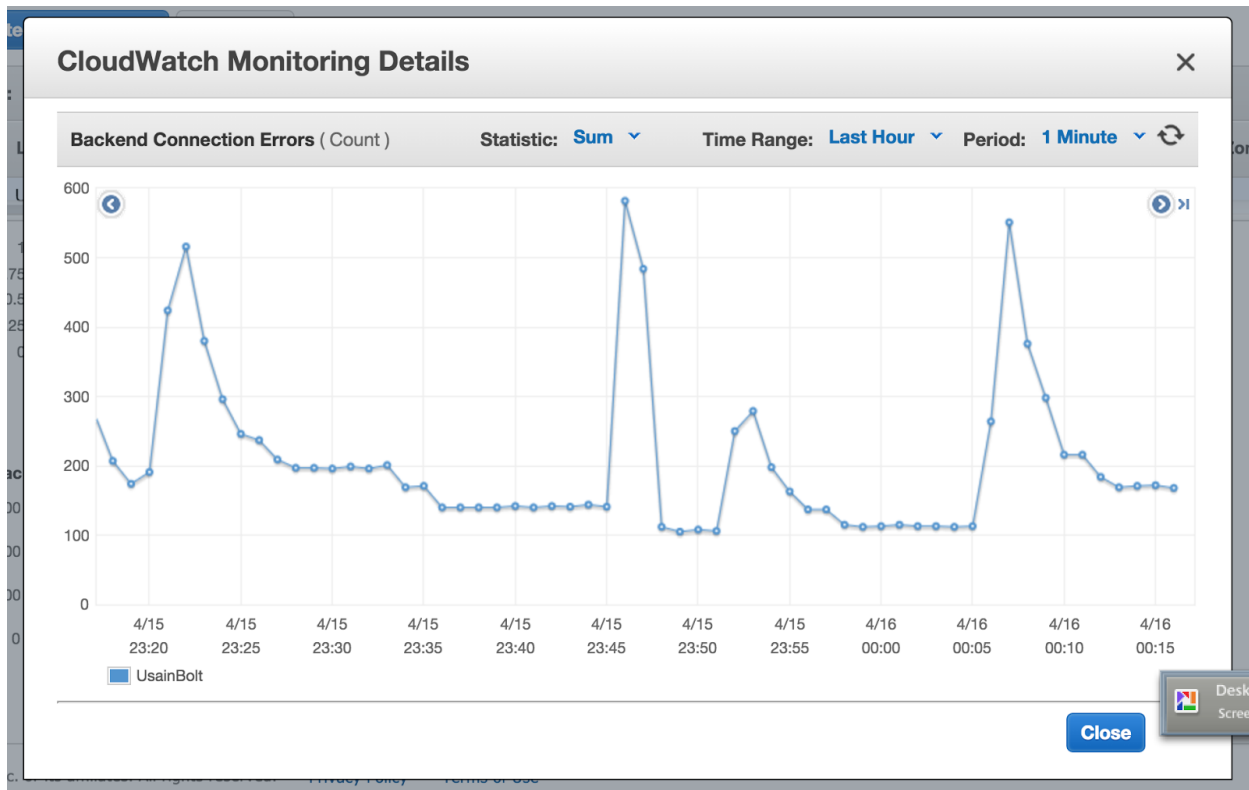 CloudWatch Monitoring Details
Backend Connection Errors ( Count ) Statistic: Sum Time Range: Last Hour Period: 1 Minute
600
500
400
300
200
100
0
4/15 4/15 4/15 4/15 4/15 4/15 4/15 4/15 4/16 4/16 4/16 4/16
23:20 23:25 23:30 23:35 23:40 23:45 23:50 23:55 00:00 00:05 00:10 00:15
UsainBolt
Close
Privacy Policy Terms of Use